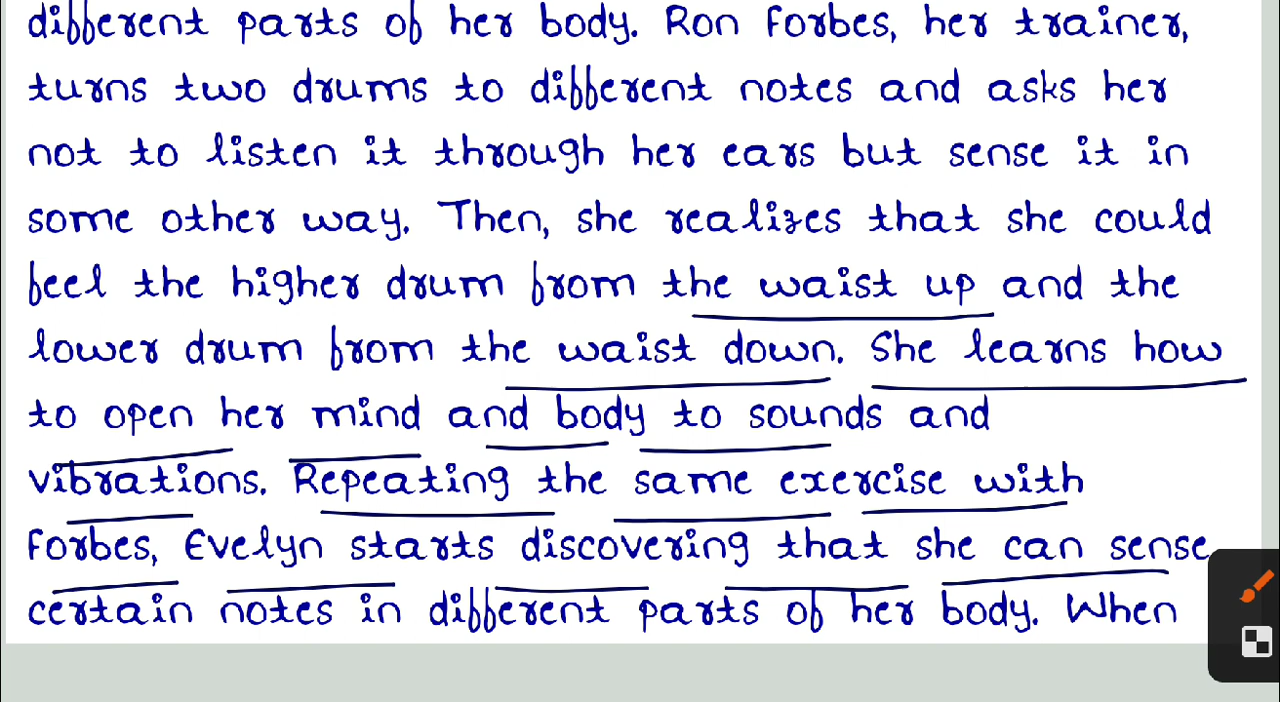 different parts of her body. Ron Forbes, her trainer,
turns two drums to different notes and asks her
not to listen it through her ears but sense it in
some other way. Then, she realizes that she could
feel the higher drum from the waist up and the
lower drum from the waist down. She learns how
to open her mind and body to sounds and
vibrations. Repeating the same exercise with
Forbes, Evelyn starts discovering that she can sense
certain notes in different parts of her body. When